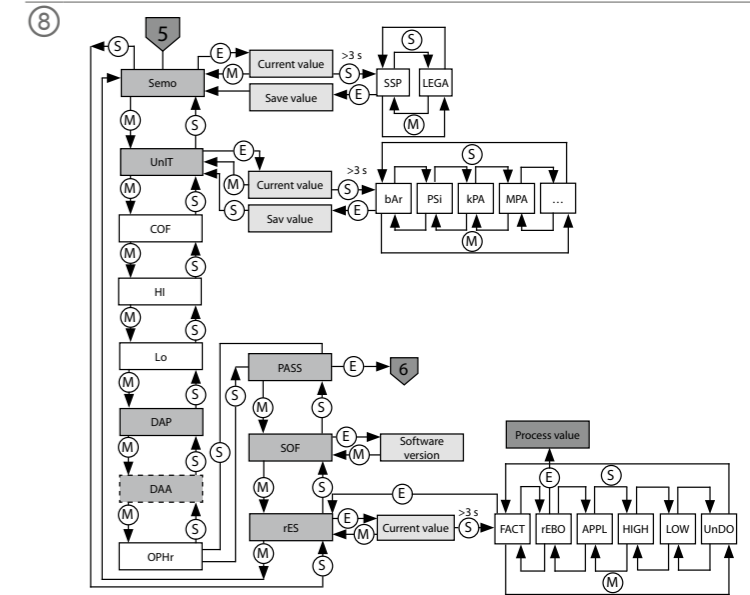 8
5
S
E
Current value
>3 s
S
Semo
M
S
SSP
LEGA
Save value
E
M
M
S
UnIT
E
S
>3 s
M
Current value
S
bAr
PSi
kPA
MPA
...
M
S
S
Sav value
E
M
COF
M
S
HI
M
S
Lo
PASS
E
6
M
S
S
M
S
DAP
S
SOF
E
Software
version
Process value
M
S
M
DAA
M
S
E
E
S
M
S
rES
E
Current value
>3 s
S
FACT
rEBO
APPL
HIGH
LOW
UnDO
M
OPHr
M
S
M